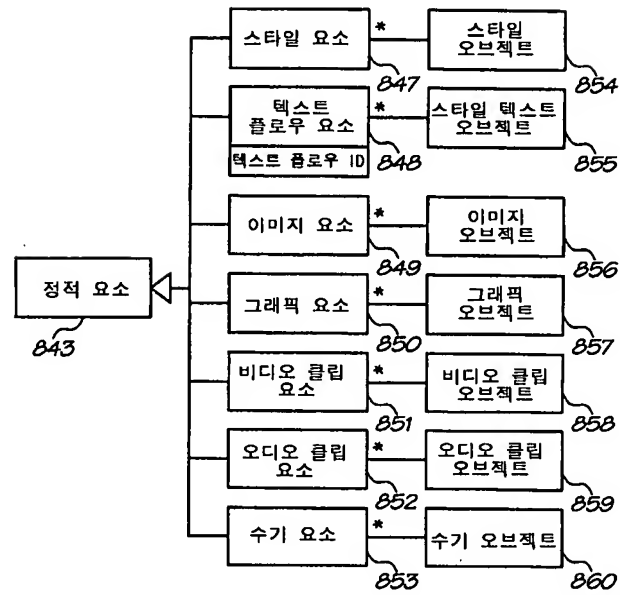 스타일 요소
*
스타일
오브젝트
847
854
텍스트
플로우 요소
텍스트 플로우 ID
*
스타일 텍스트
오브젝트
848
855
이미지 요소
*
이미지
오브젝트
849
856
정적 요소
843
그래픽 요소
*
그래픽
오브젝트
850
857
비디오 클립
요소
*
비디오 클립
오브젝트
851
858
오디오 클립
요소
*
오디오 클립
오브젝트
852
859
수기 요소
*
수기 오브젝트
853
860